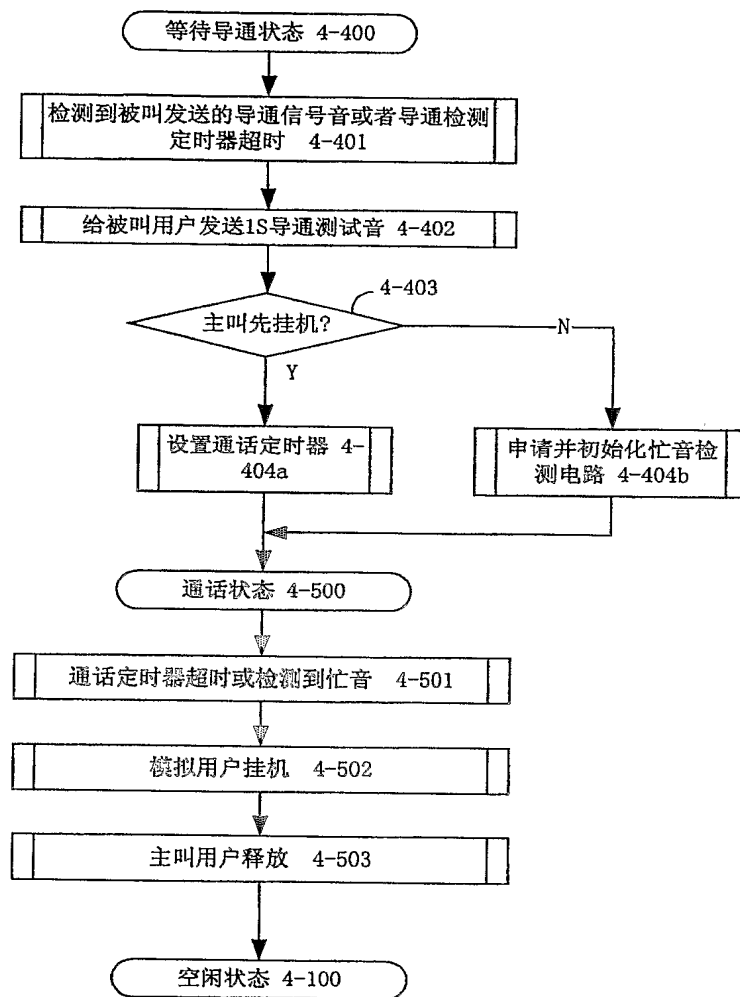 等待导通状态 4-400
检测到被叫发送的导通信号音或者导通检测
定时器超时 4-401
给被叫用户发送1S导通测试音 4-402
4-403
主叫先挂机?
N
Y
设置通话定时器 4-
404a
申请并初始化忙音检
测电路 4-404b
通话状态 4-500
通话定时器超时或检测到忙音 4-501
模拟用户挂机 4-502
主叫用户释放 4-503
空闲状态 4-100